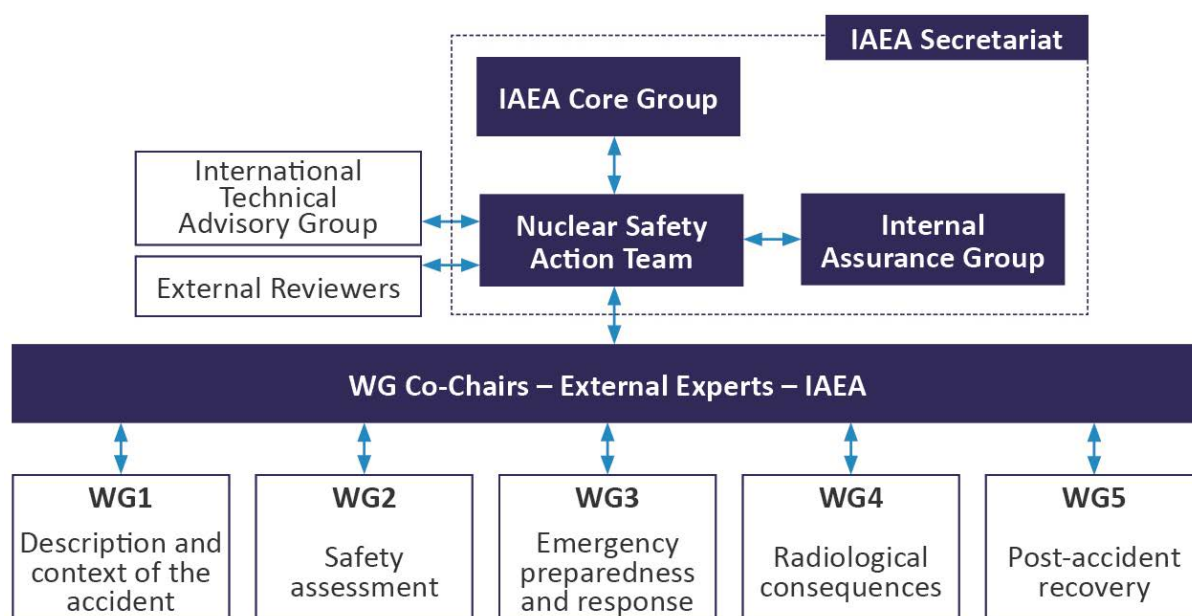 IAEA Secretariat
IAEA Core Group
International
Technical
Advisory Group
Nuclear Safety
Action Team
Internal
Assurance Group
External Reviewers
WG Co-Chairs – External Experts – IAEA
WG1
Description and
context of the
accident
WG2
Safety
assessment
WG3
Emergency
preparedness
and response
WG4
Radiological
consequences
WG5
Post-accident
recovery